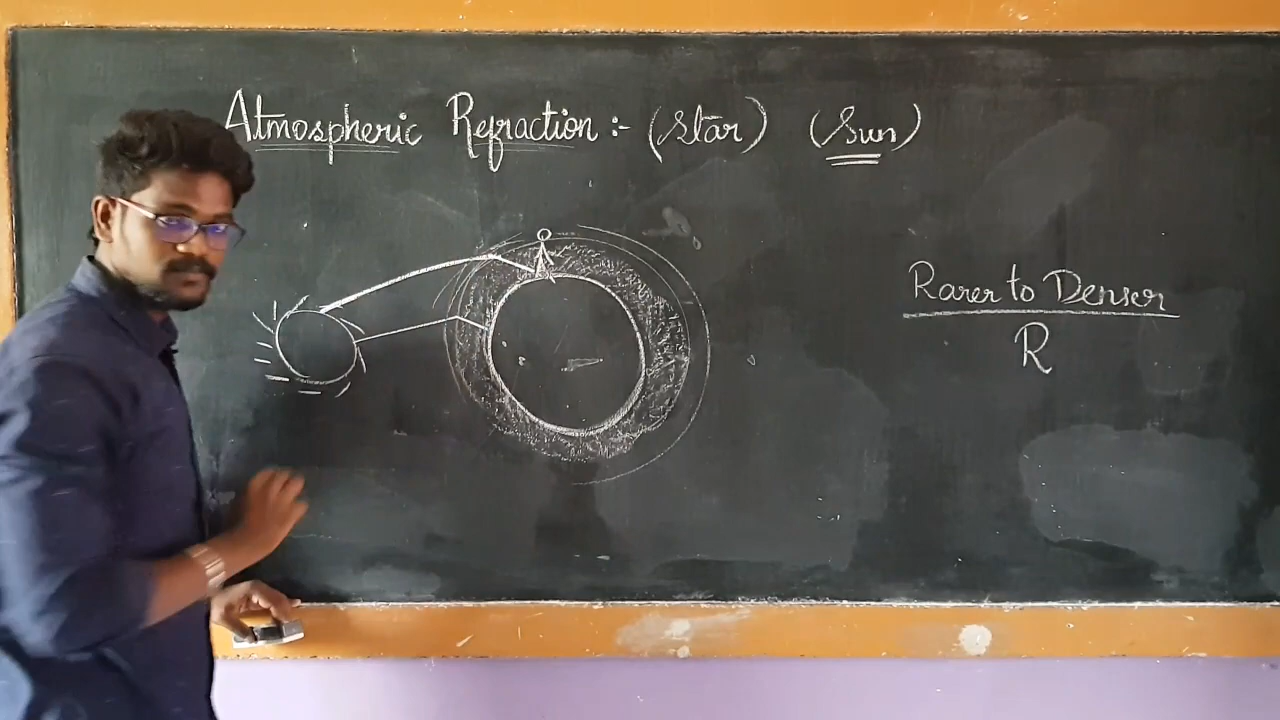 Atmospheric Refraction :- (Star) (Sun)
Rarer to Denser
R